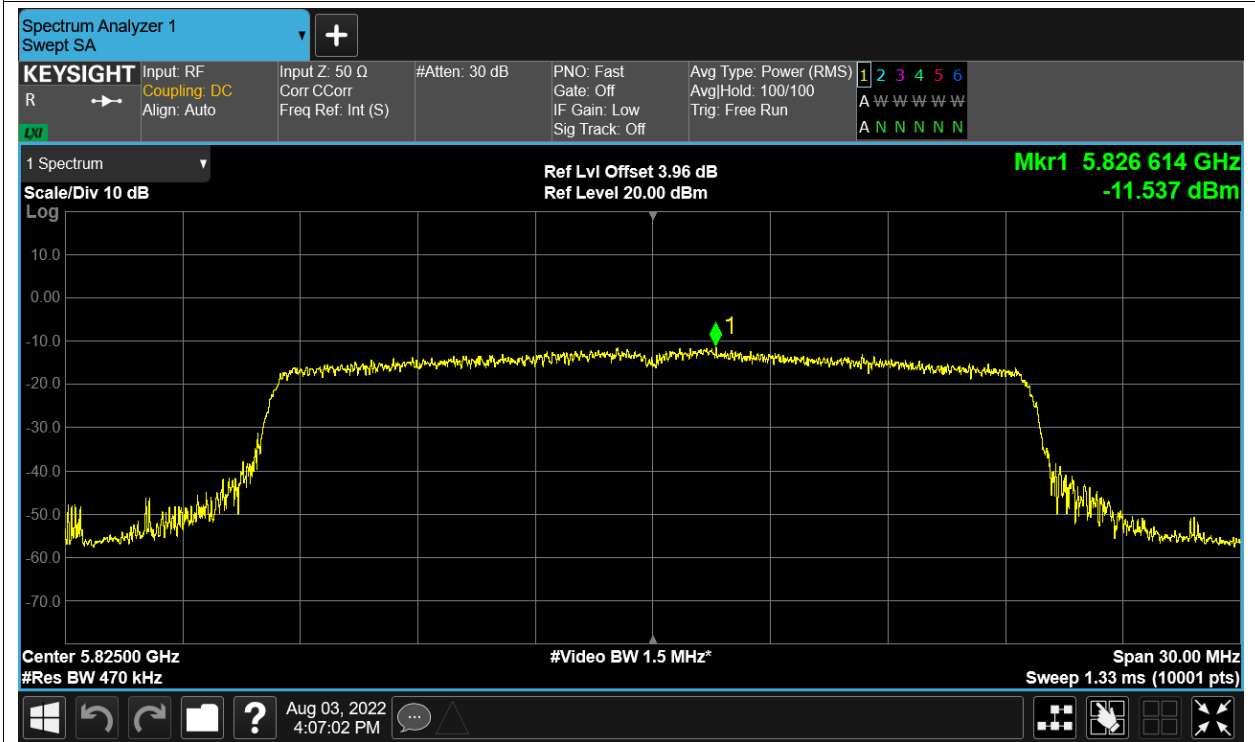 Spectrum Analyzer 1
Swept SA
+
KEYSIGHT
R
LXI
Input: RF
Coupling: DC
Align: Auto
Input Z: 50 Ω
Corr CCorr
Freq Ref: Int (S)
#Atten: 30 dB
PNO: Fast
Gate: Off
IF Gain: Low
Sig Track: Off
Avg Type: Power (RMS)
Avg|Hold: 100/100
Trig: Free Run
1 2 3 4 5 6
A W W W W W
A N N N N N
1 Spectrum
Scale/Div 10 dB
Log
Ref Lvl Offset 3.96 dB
Ref Level 20.00 dBm
Mkr1 5.826 614 GHz
-11.537 dBm
10.0
0.00
-10.0
-20.0
-30.0
-40.0
-50.0
-60.0
-70.0
1
Center 5.82500 GHz
#Res BW 470 kHz
#Video BW 1.5 MHz*
Span 30.00 MHz
Sweep 1.33 ms (10001 pts)
?
Aug 03, 2022
4:07:02 PM